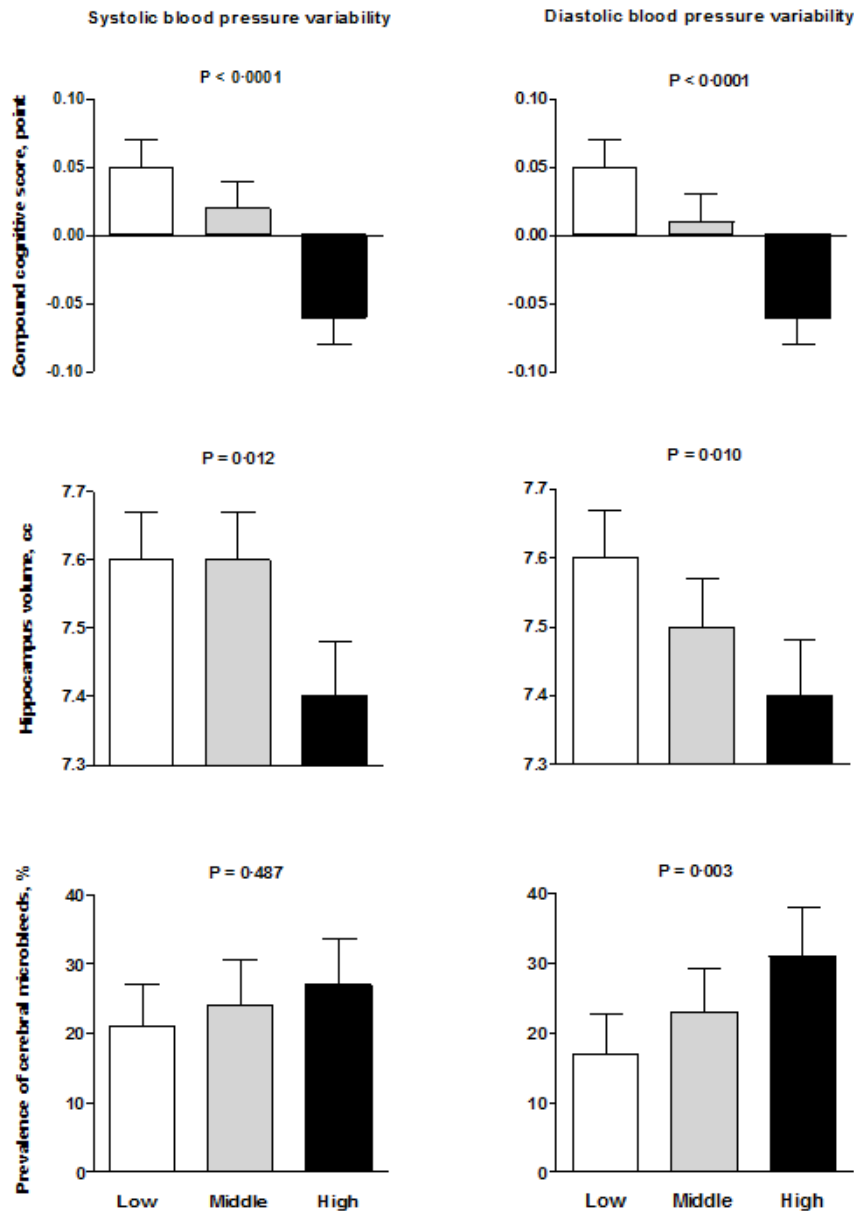 Systolic blood pressure variability
Diastolic blood pressure variability
P < 0·0001
P < 0·0001
Compound cognitive score, point
0.10
0.05
0.00
-0.05
-0.10
0.10
0.05
0.00
-0.05
-0.10
P = 0·012
P = 0·010
Hippocampus volume, cc
7.7
7.6
7.5
7.4
7.3
7.7
7.6
7.5
7.4
7.3
P = 0·487
P = 0·003
Prevalence of cerebral microbleeds, %
40
30
20
10
0
40
30
20
10
0
Low Middle High
Low Middle High